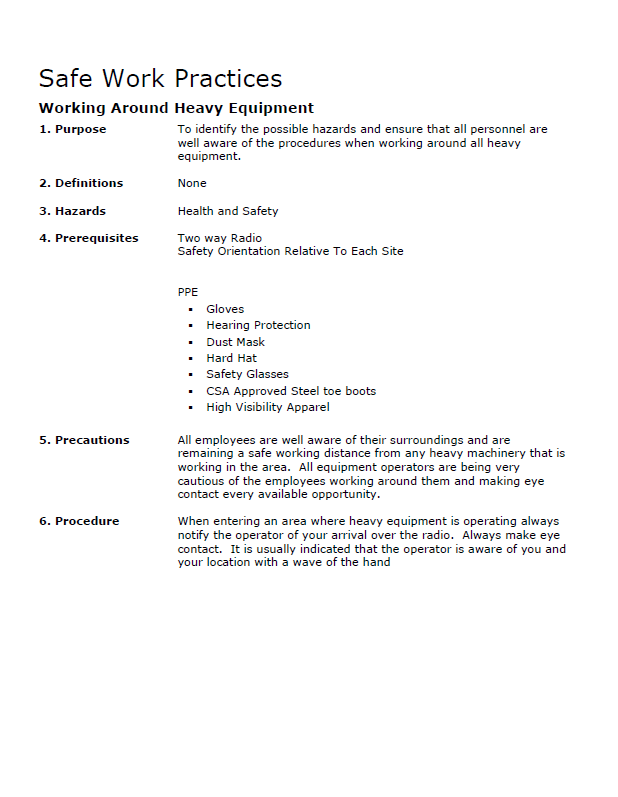 Safe Work Practices
Working Around Heavy Equipment
1. Purpose To identify the possible hazards and ensure that all personnel are
well aware of the procedures when working around all heavy
equipment.
2. Definitions None
3. Hazards Health and Safety
4. Prerequisites Two way Radio
Safety Orientation Relative To Each Site
PPE
▪ Gloves
▪ Hearing Protection
▪ Dust Mask
▪ Hard Hat
▪ Safety Glasses
▪ CSA Approved Steel toe boots
▪ High Visibility Apparel
5. Precautions All employees are well aware of their surroundings and are
remaining a safe working distance from any heavy machinery that is
working in the area. All equipment operators are being very
cautious of the employees working around them and making eye
contact every available opportunity.
6. Procedure When entering an area where heavy equipment is operating always
notify the operator of your arrival over the radio. Always make eye
contact. It is usually indicated that the operator is aware of you and
your location with a wave of the hand